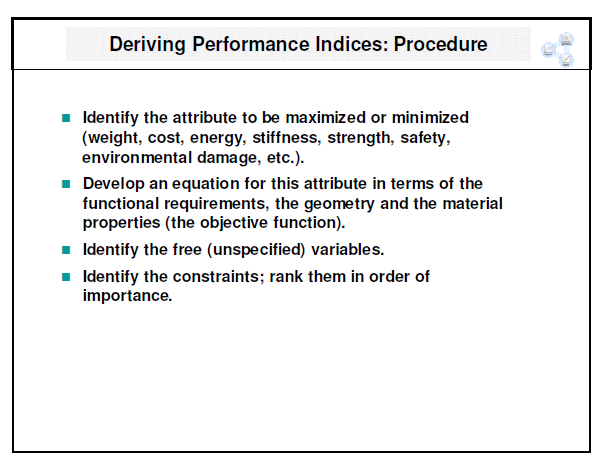 Deriving Performance Indices: Procedure
Identify the attribute to be maximized or minimized
(weight, cost, energy, stiffness, strength, safety,
environmental damage, etc.).
Develop an equation for this attribute in terms of the
functional requirements, the geometry and the material
properties (the objective function).
Identify the free (unspecified) variables.
Identify the constraints; rank them in order of
importance.